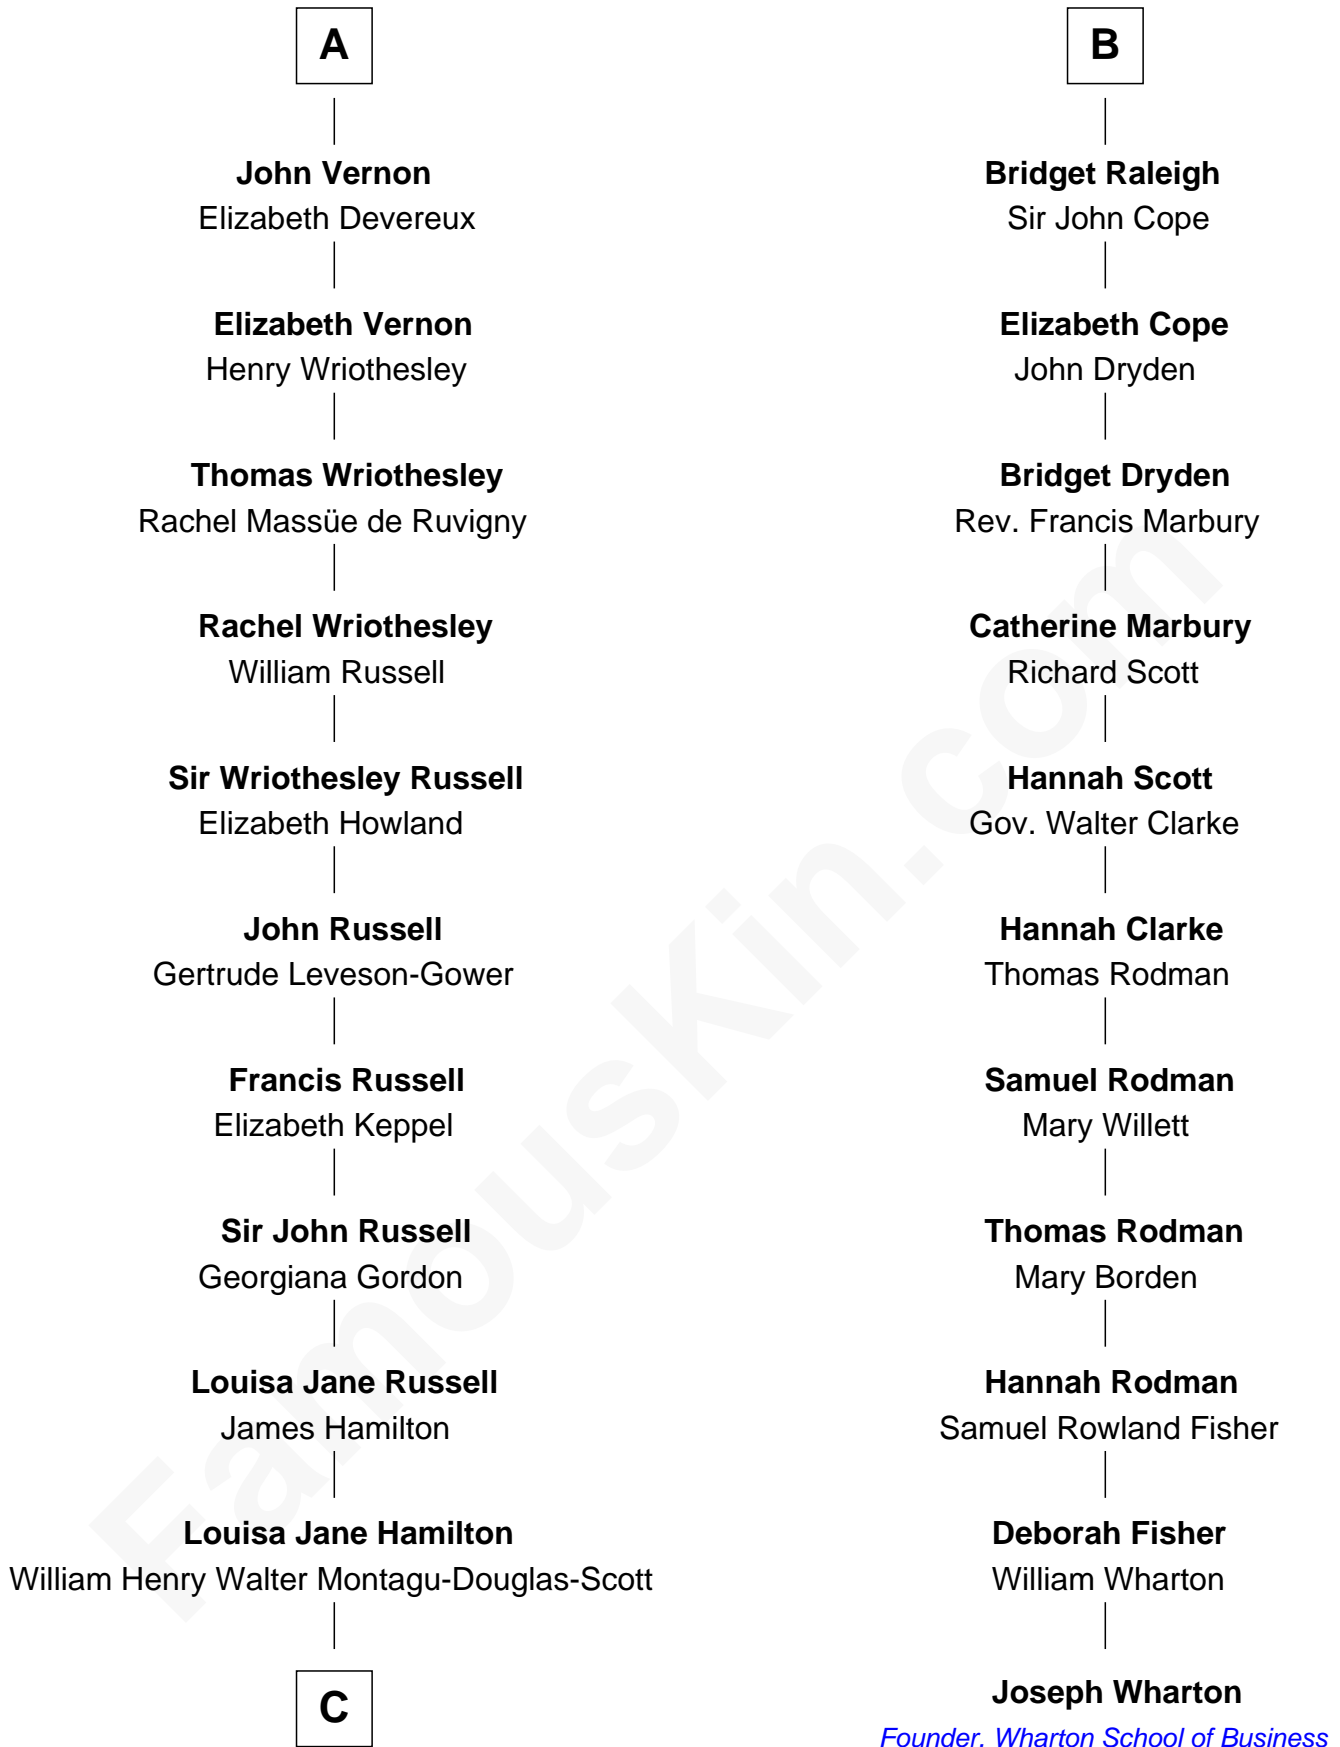 A
John Vernon
Elizabeth Devereux
Elizabeth Vernon
Henry Wriothesley
Thomas Wriothesley
Rachel Massüe de Ruvigny
Rachel Wriothesley
William Russell
Sir Wriothesley Russell
Elizabeth Howland
John Russell
Gertrude Leveson-Gower
Francis Russell
Elizabeth Keppel
Sir John Russell
Georgiana Gordon
Louisa Jane Russell
James Hamilton
Louisa Jane Hamilton
William Henry Walter Montagu-Douglas-Scott
C
B
Bridget Raleigh
Sir John Cope
Elizabeth Cope
John Dryden
Bridget Dryden
Rev. Francis Marbury
Catherine Marbury
Richard Scott
Hannah Scott
Gov. Walter Clarke
Hannah Clarke
Thomas Rodman
Samuel Rodman
Mary Willett
Thomas Rodman
Mary Borden
Hannah Rodman
Samuel Rowland Fisher
Deborah Fisher
William Wharton
Joseph Wharton
Founder, Wharton School of Business
FamousKin.com